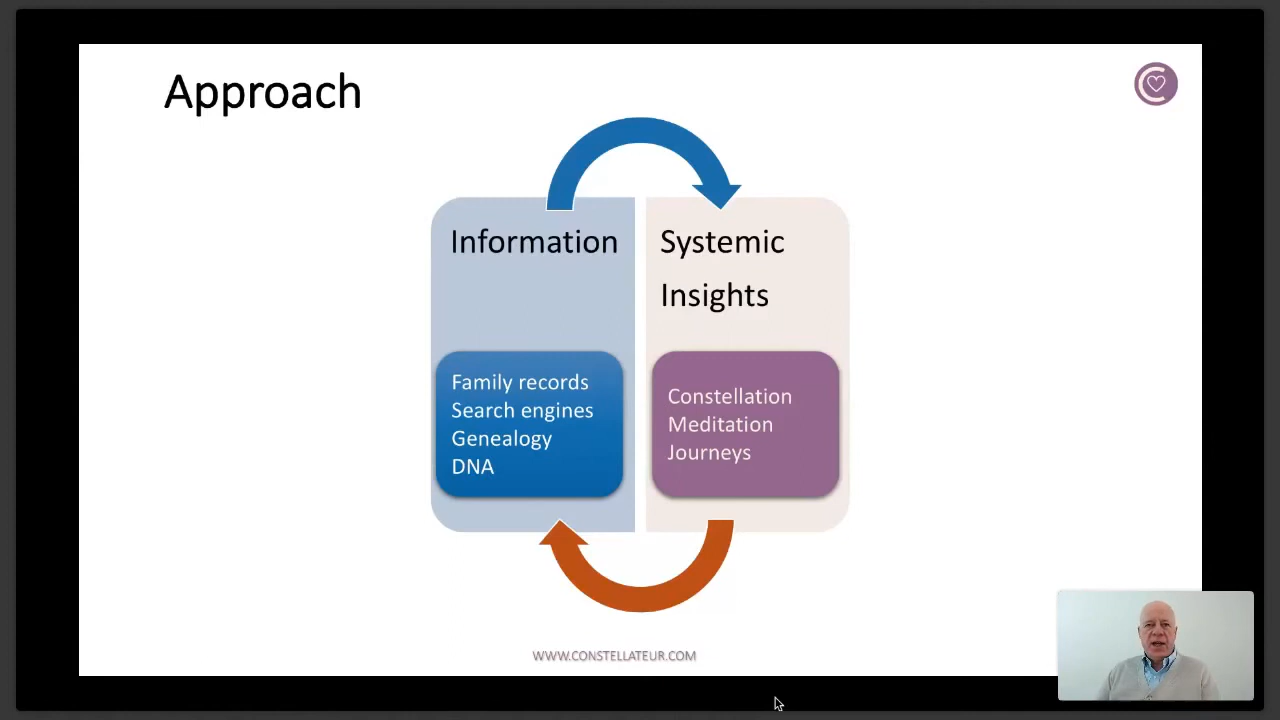 Approach
Information
Systemic
Insights
Family records
Search engines
Genealogy
DNA
Constellation
Meditation
Journeys
WWW.CONSTELLATEUR.COM